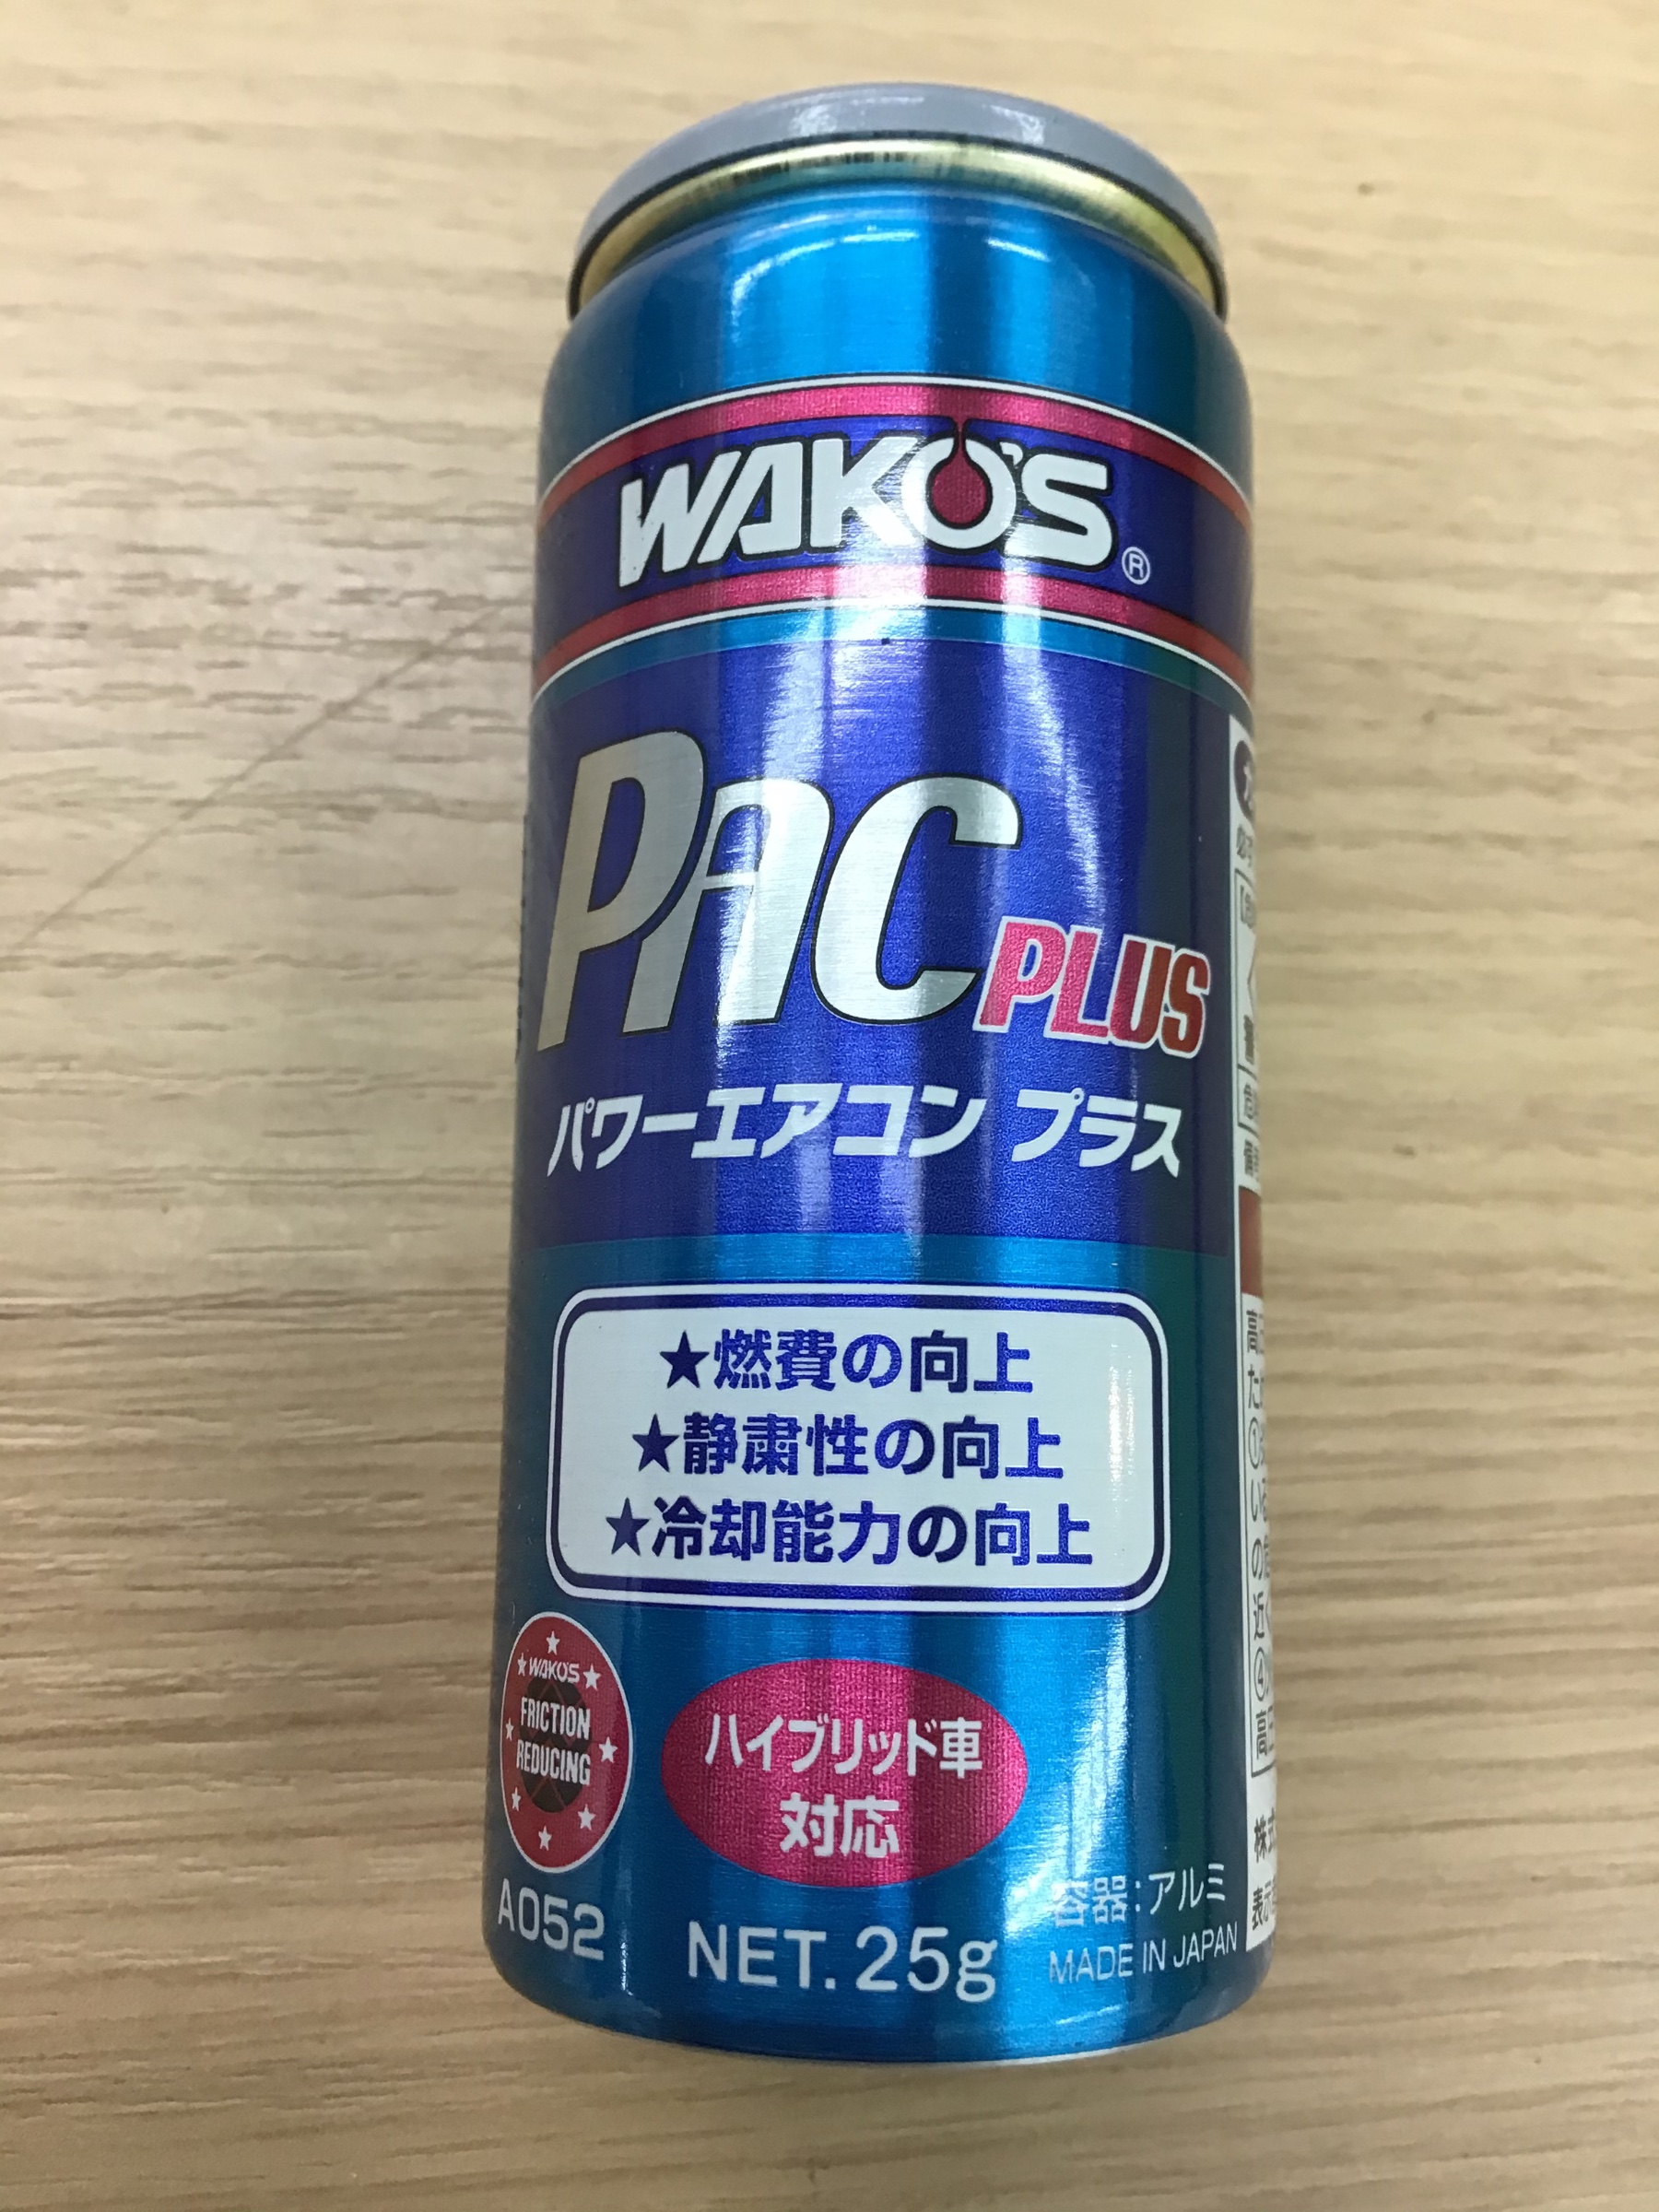 WAKO'S®
PAC PLUS
パワーエアコン プラス
★燃費の向上
★静粛性の向上
★冷却能力の向上
WAKO'S
FRICTION
REDUCING
ハイブリッド車
対応
A052
NET. 25g
容器：アルミ
MADE IN JAPAN